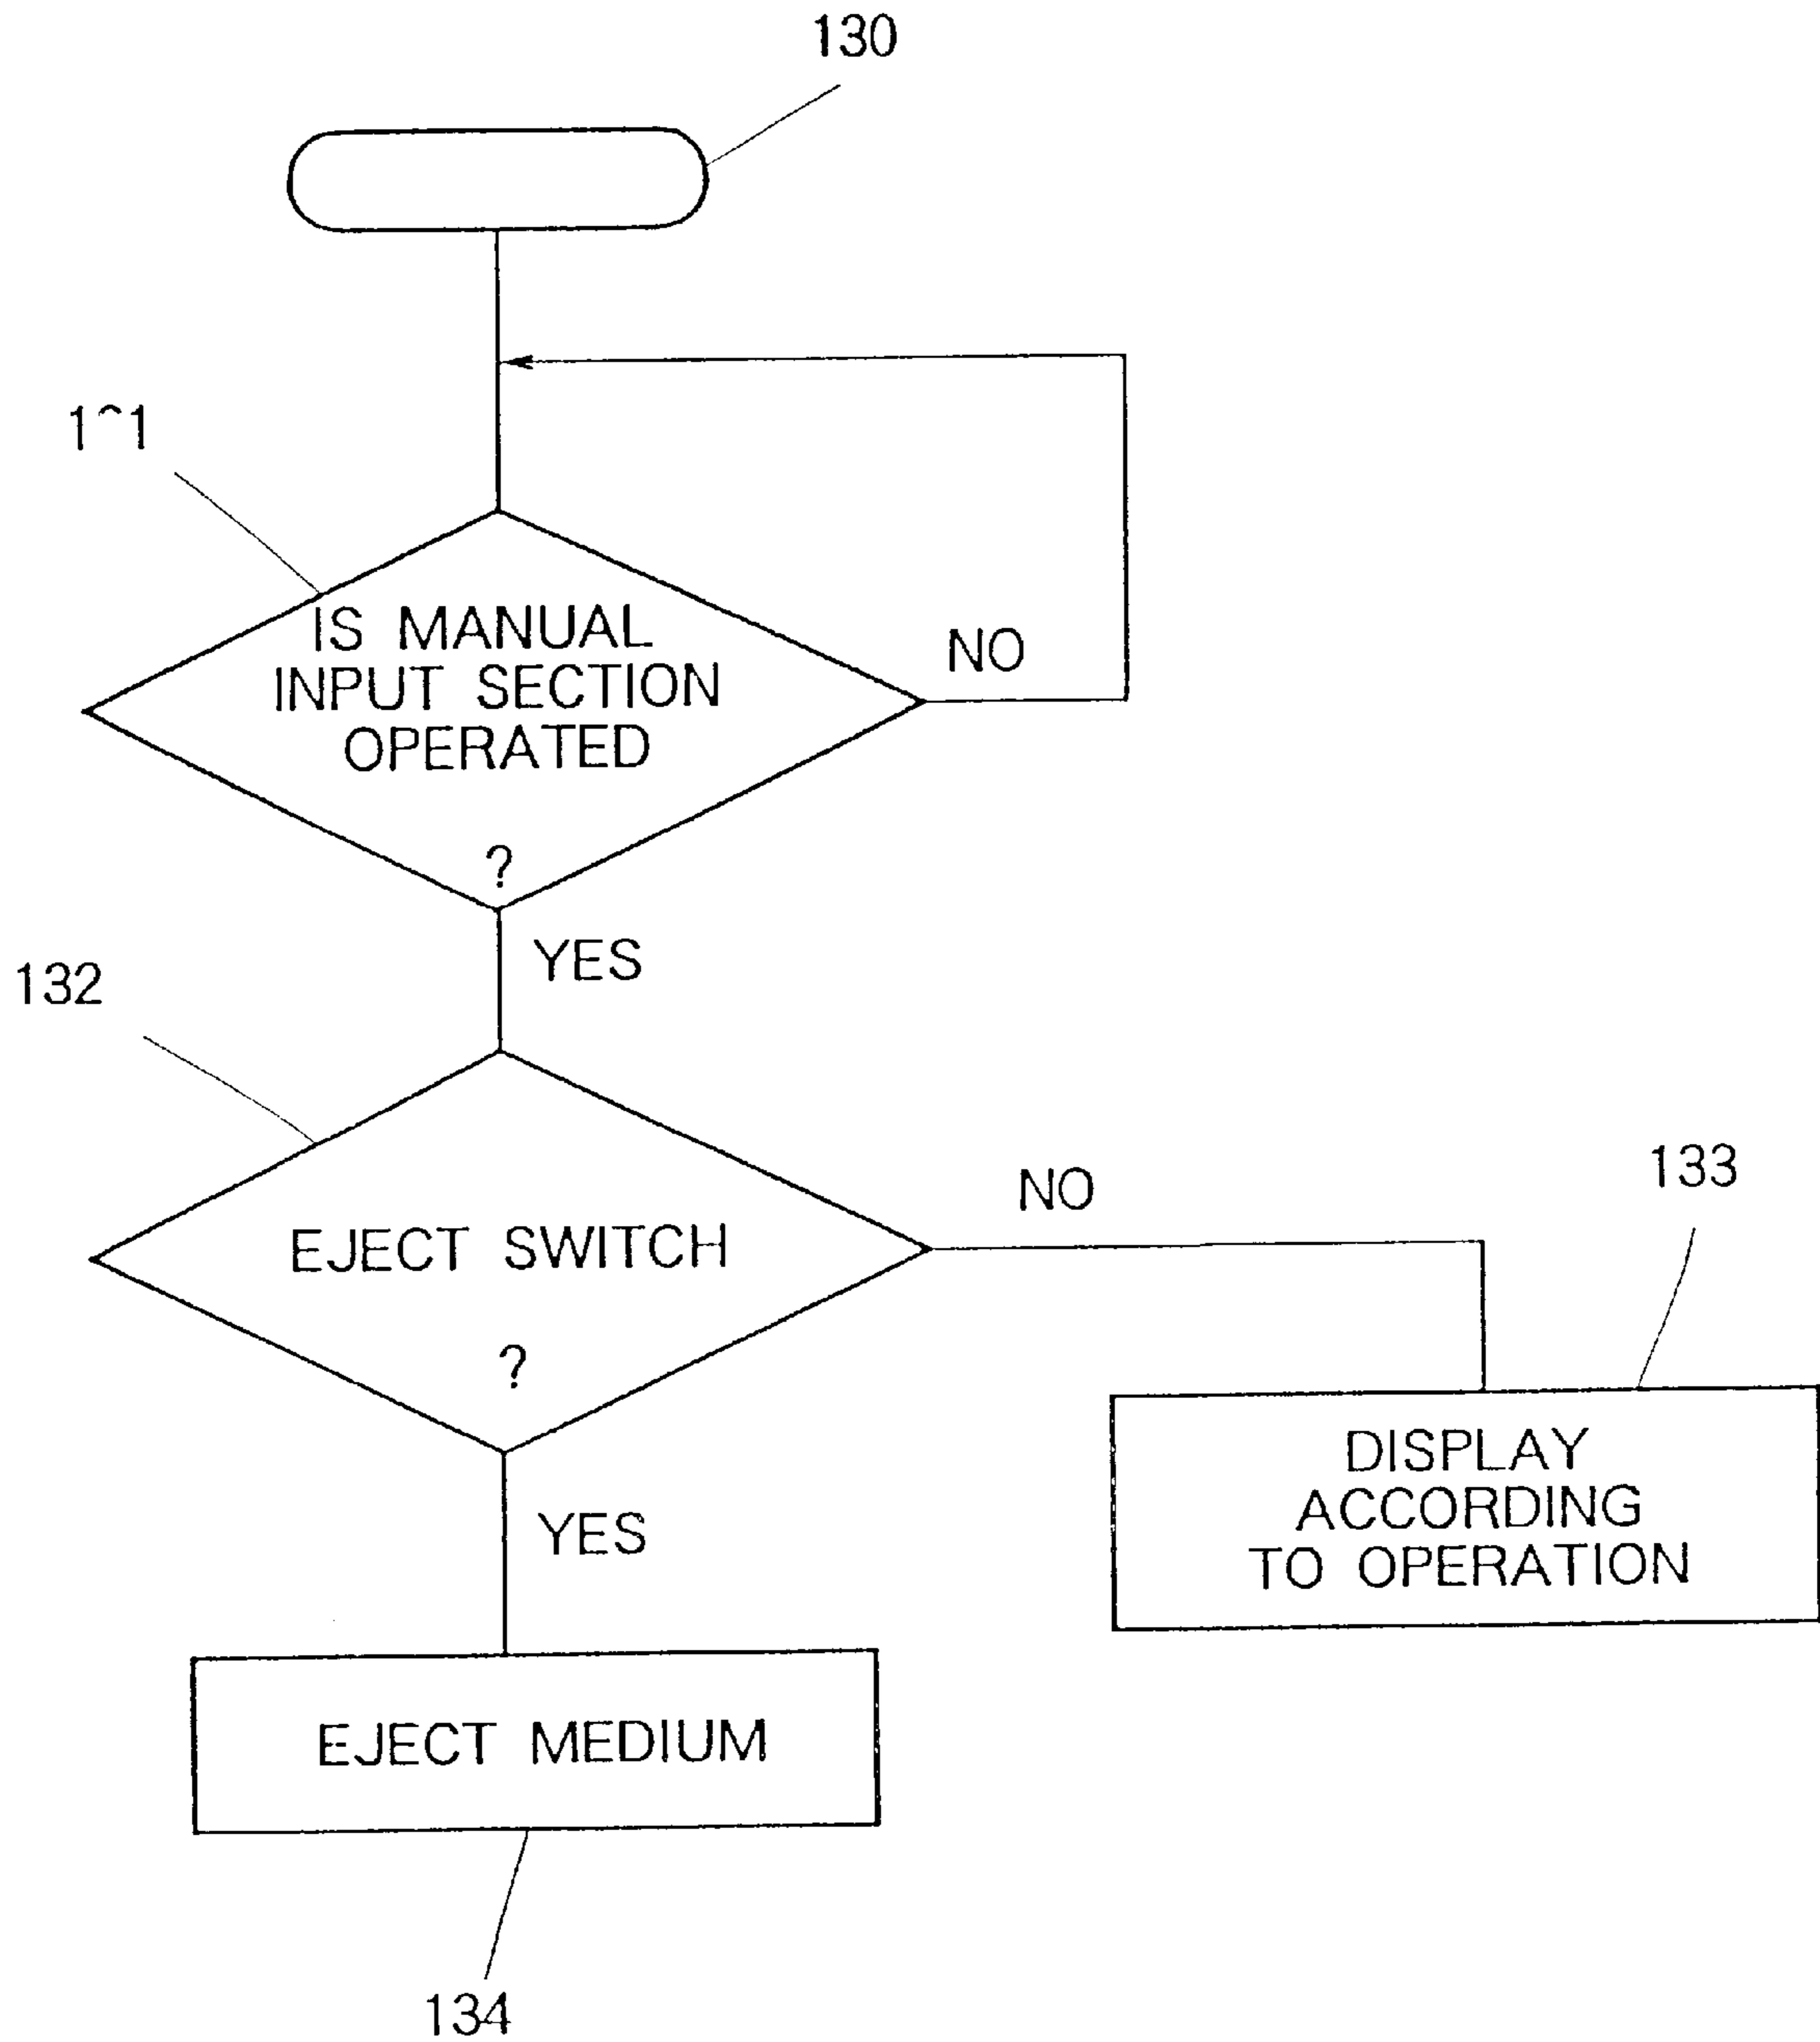 130
IS MANUAL
INPUT SECTION
OPERATED
?
NO
YES
132
EJECT SWITCH
?
NO
133
YES
DISPLAY
ACCORDING
TO OPERATION
EJECT MEDIUM
134